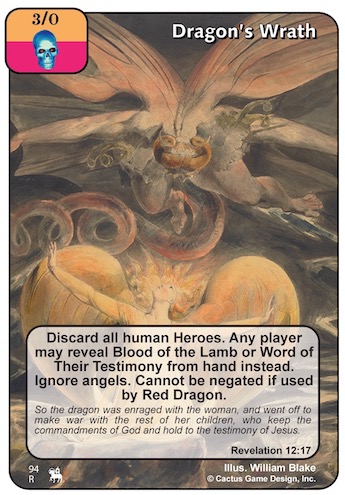 3/0
Dragon's Wrath
Discard all human Heroes. Any player
may reveal Blood of the Lamb or Word of
Their Testimony from hand instead.
Ignore angels. Cannot be negated if used
by Red Dragon.
So the dragon was enraged with the woman, and went off to
make war with the rest of her children, who keep the
commandments of God and hold to the testimony of Jesus.
Revelation 12:17
94
R
Illus. William Blake
© Cactus Game Design, Inc.